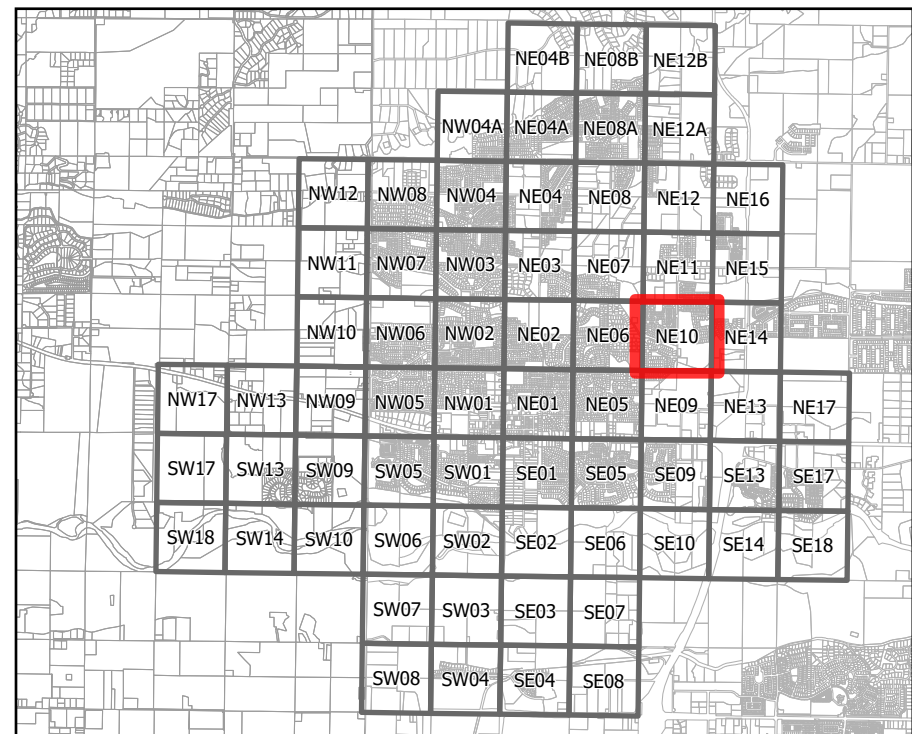 NE04B NE08B NE12B
NW04A NE04A NE08A NE12A
NW12 NW08 NW04 NE04 NE08 NE12 NE16
NW11 NW07 NW03 NE03 NE07 NE11 NE15
NW10 NW06 NW02 NE02 NE06 NE10 NE14
NW17 NW13 NW09 NW05 NW01 NE01 NE05 NE09 NE13 NE17
SW17 SW13 SW09 SW05 SW01 SE01 SE05 SE09 SE13 SE17
SW18 SW14 SW10 SW06 SW02 SE02 SE06 SE10 SE14 SE18
SW07 SW03 SE03 SE07
SW08 SW04 SE04 SE08